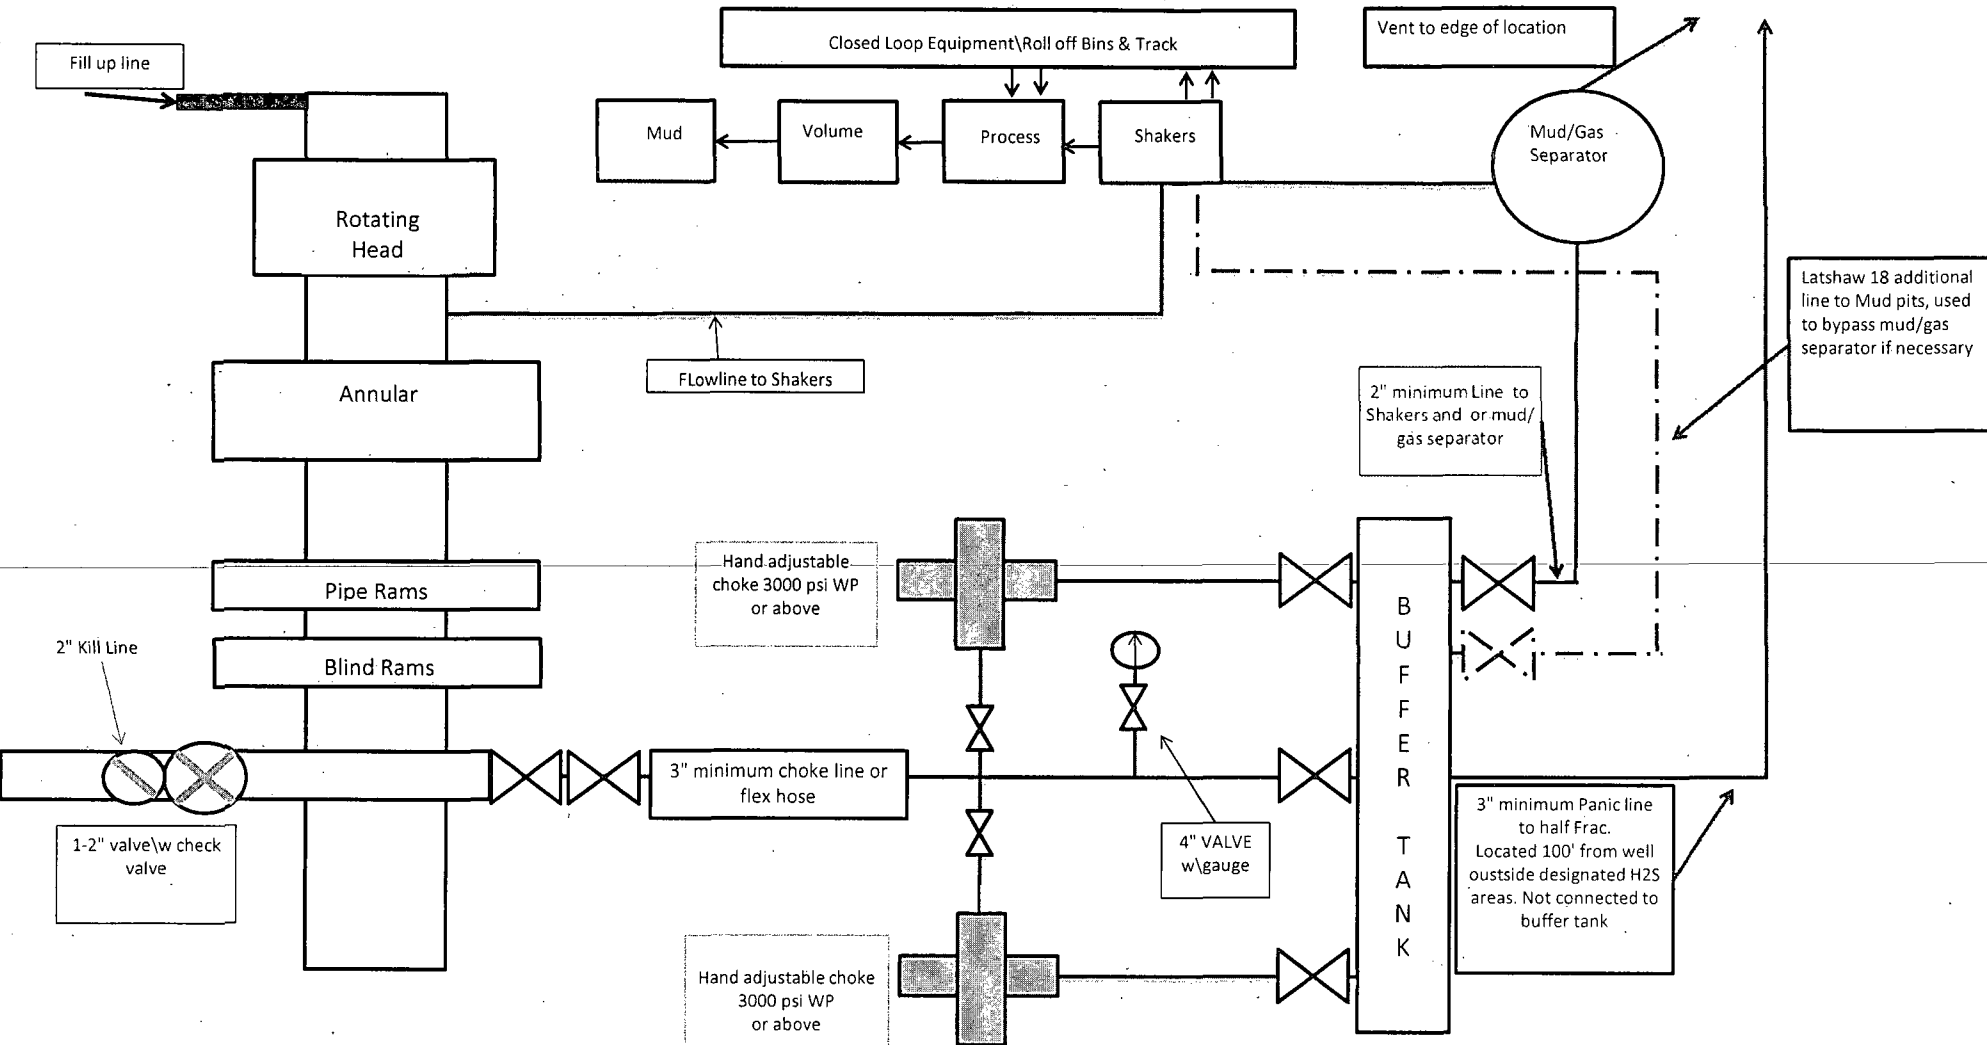 Closed Loop Equipment\Roll off Bins & Track
Vent to edge of location
Fill up line
Mud
Volume
Process
Shakers
Mud/Gas
Separator
Rotating
Head
Latshaw 18 additional
line to Mud pits, used
to bypass mud/gas
separator if necessary
FLowline to Shakers
Annular
2" minimum Line to
Shakers and or mud/
gas separator
Hand adjustable
choke 3000 psi WP
or above
Pipe Rams
2" Kill Line
Blind Rams
B
U
F
F
E
R
T
A
N
K
3" minimum choke line or
flex hose
1-2" valve\w check
valve
4" VALVE
w\gauge
3" minimum Panic line
to half Frac.
Located 100' from well
oustside designated H2S
areas. Not connected to
buffer tank
Hand adjustable choke
3000 psi WP
or above